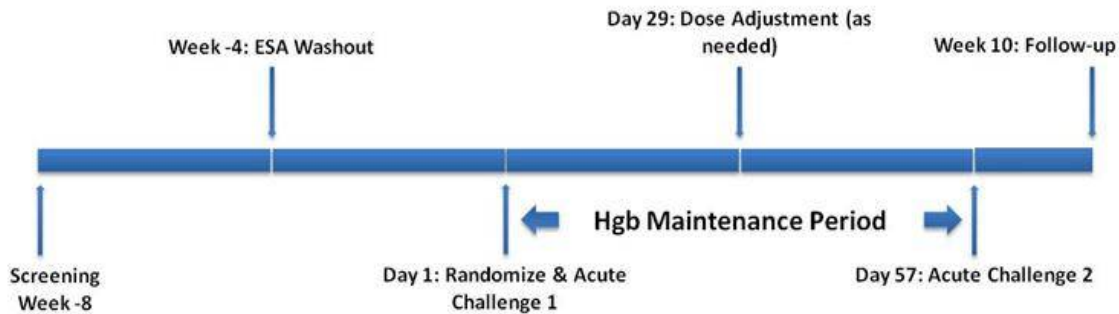 Week -4: ESA Washout
Day 29: Dose Adjustment (as
needed)
Week 10: Follow-up
Hgb Maintenance Period
Screening
Week -8
Day 1: Randomize & Acute
Challenge 1
Day 57: Acute Challenge 2